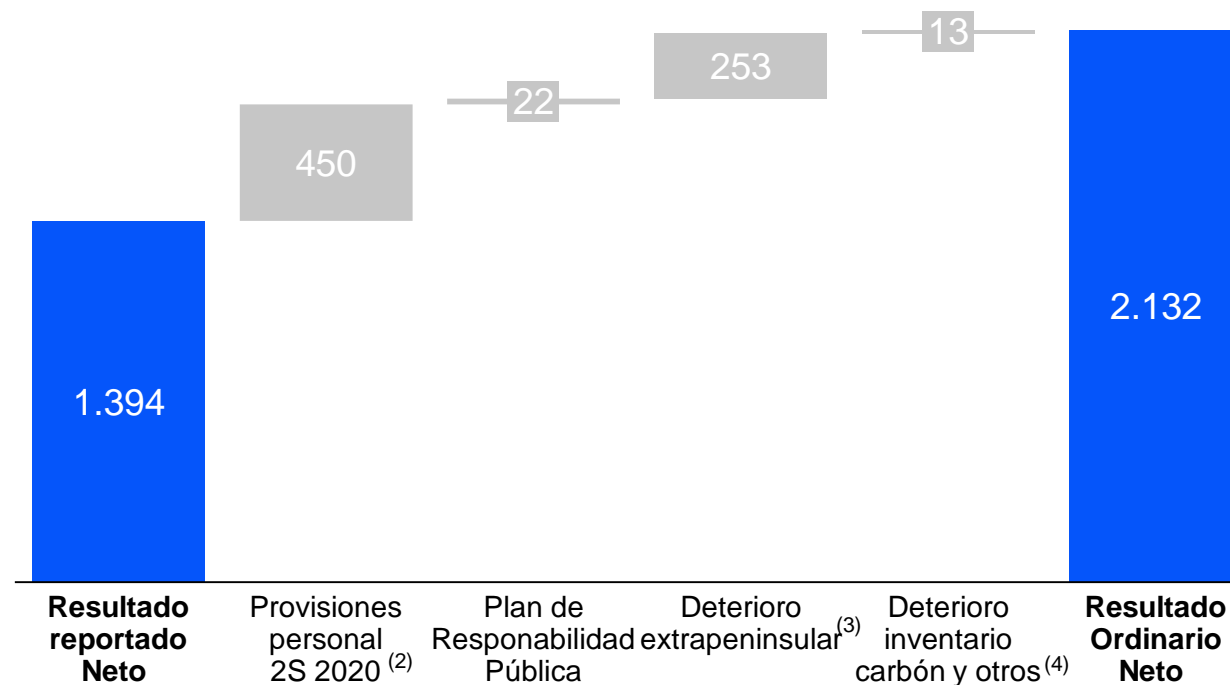 13
253
22
450
2.132
1.394
Resultado
reportado
Neto
Provisiones
personal
2S 2020 (2)
Plan de
Responabilidad
Pública
Deterioro
extrapeninsular(3)
Deterioro
inventario
carbón y otros(4)
Resultado
Ordinario
Neto